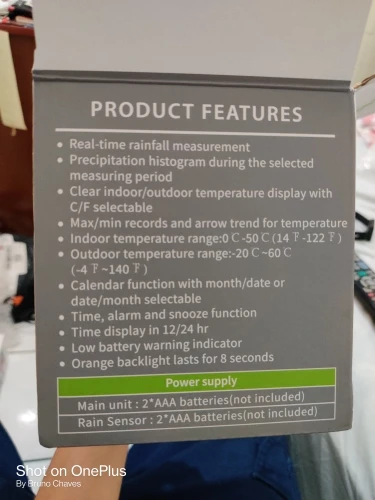 PRODUCT FEATURES
• Real-time rainfall measurement
• Precipitation histogram during the selected
measuring period
• Clear indoor/outdoor temperature display with
C/F selectable
• Max/min records and arrow trend for temperature
• Indoor temperature range:0℃-50℃(14℉-122℉)
• Outdoor temperature range:-20℃~60℃
(-4℉~140℉)
• Calendar function with month/date or
date/month selectable
• Time, alarm and snooze function
• Time display in 12/24 hr
• Low battery warning indicator
• Orange backlight lasts for 8 seconds
Power supply
Main unit : 2*AAA batteries(not included)
Rain Sensor : 2*AAA batteries(not included)
Shot on OnePlus
By Bruno Chaves